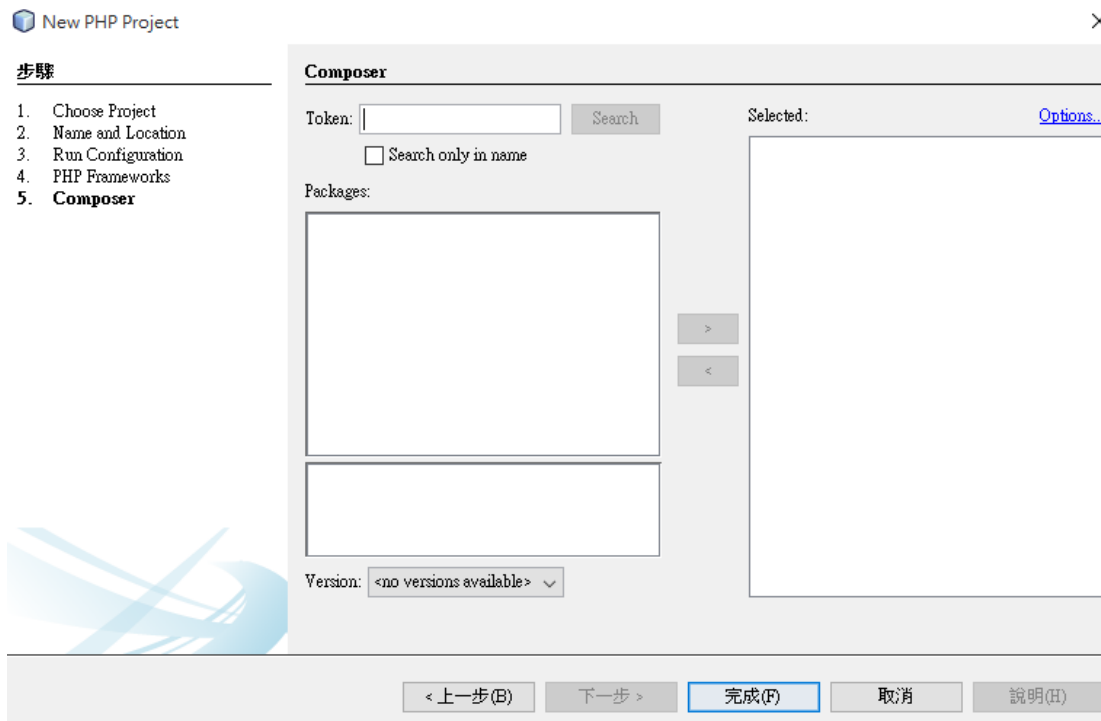 New PHP Project
步驟
1. Choose Project
2. Name and Location
3. Run Configuration
4. PHP Frameworks
5. Composer
Composer
Token:
Search
Search only in name
Packages:
Version: <no versions available>
>
<
Selected:
Options...
< 上一步(B)
下一步 >
完成(F)
取消
說明(H)